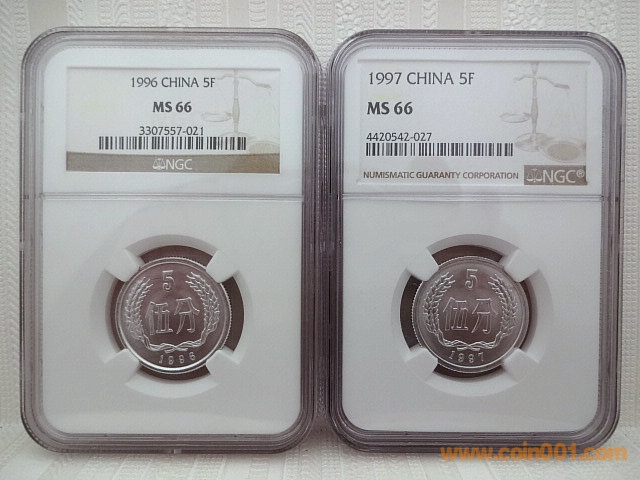 1996 CHINA 5F
MS 66
3307557-021
NGC
5
伍分
1996
1997 CHINA 5F
MS 66
4420542-027
NUMISMATIC GUARANTY CORPORATION NGC®
5
伍分
1997
www.coin001.com